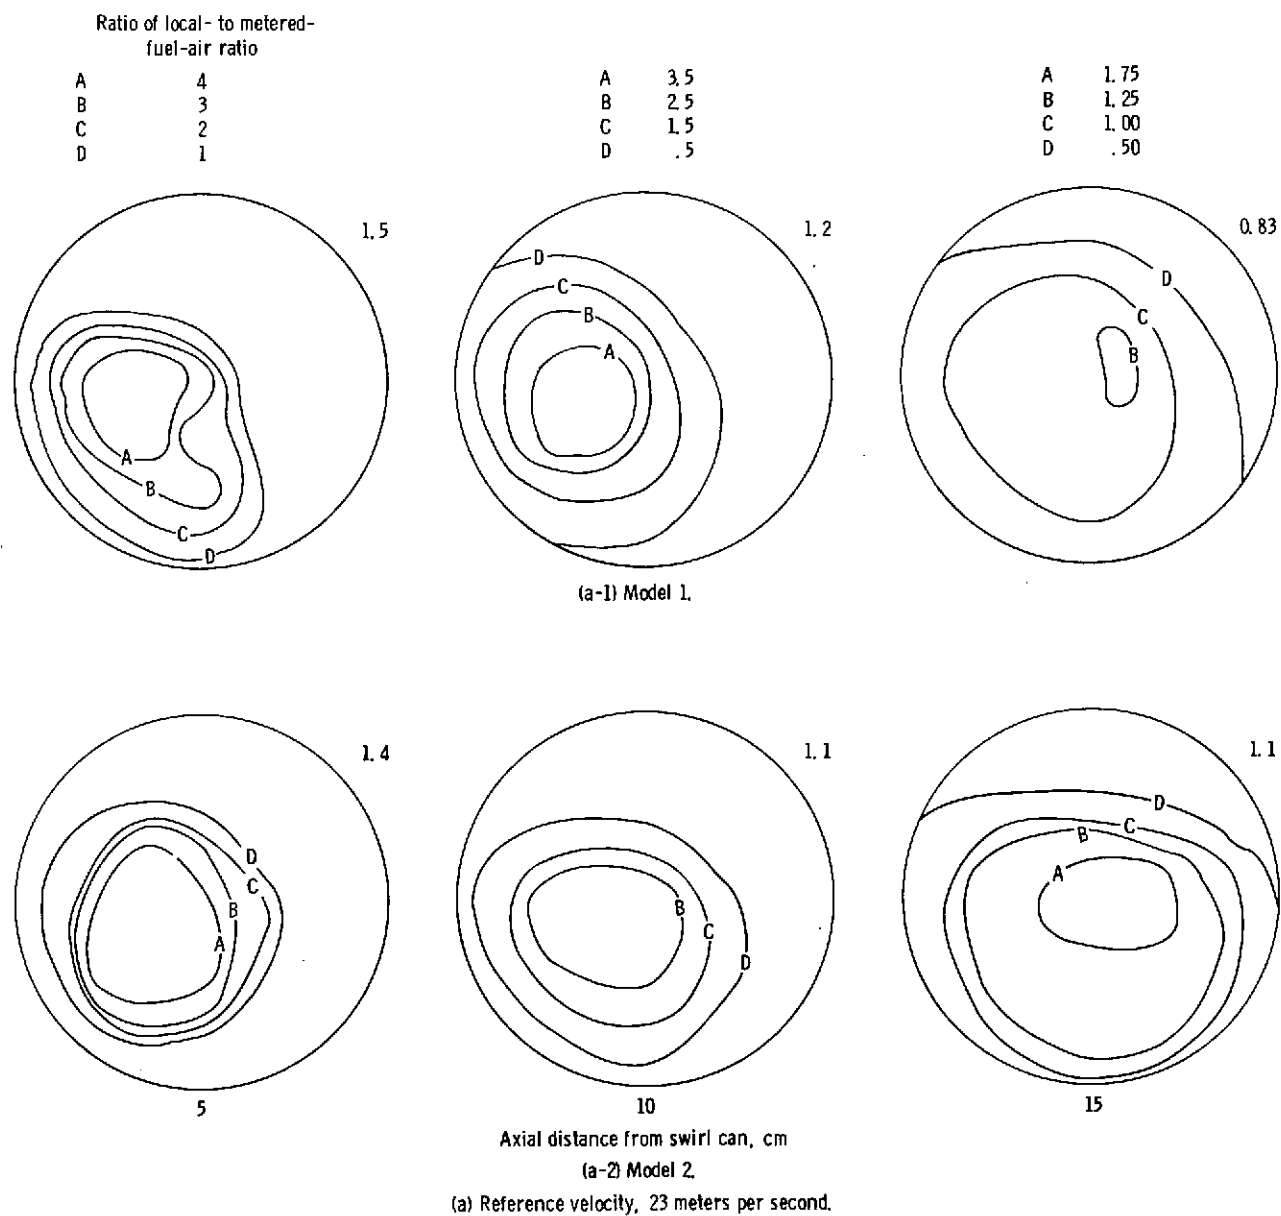 Ratio of local- to metered-
fuel-air ratio
A 4
B 3
C 2
D 1
A 3.5
B 2.5
C 1.5
D .5
A 1.75
B 1.25
C 1.00
D .50
1.5
A
B
C
D
1.2
D
C
B
A
0.83
D
C
B
(a-1) Model 1.
1.4
D
C
B
A
1.1
B
C
D
1.1
D
C
B
A
5
10
15
Axial distance from swirl can, cm
(a-2) Model 2.
(a) Reference velocity, 23 meters per second.